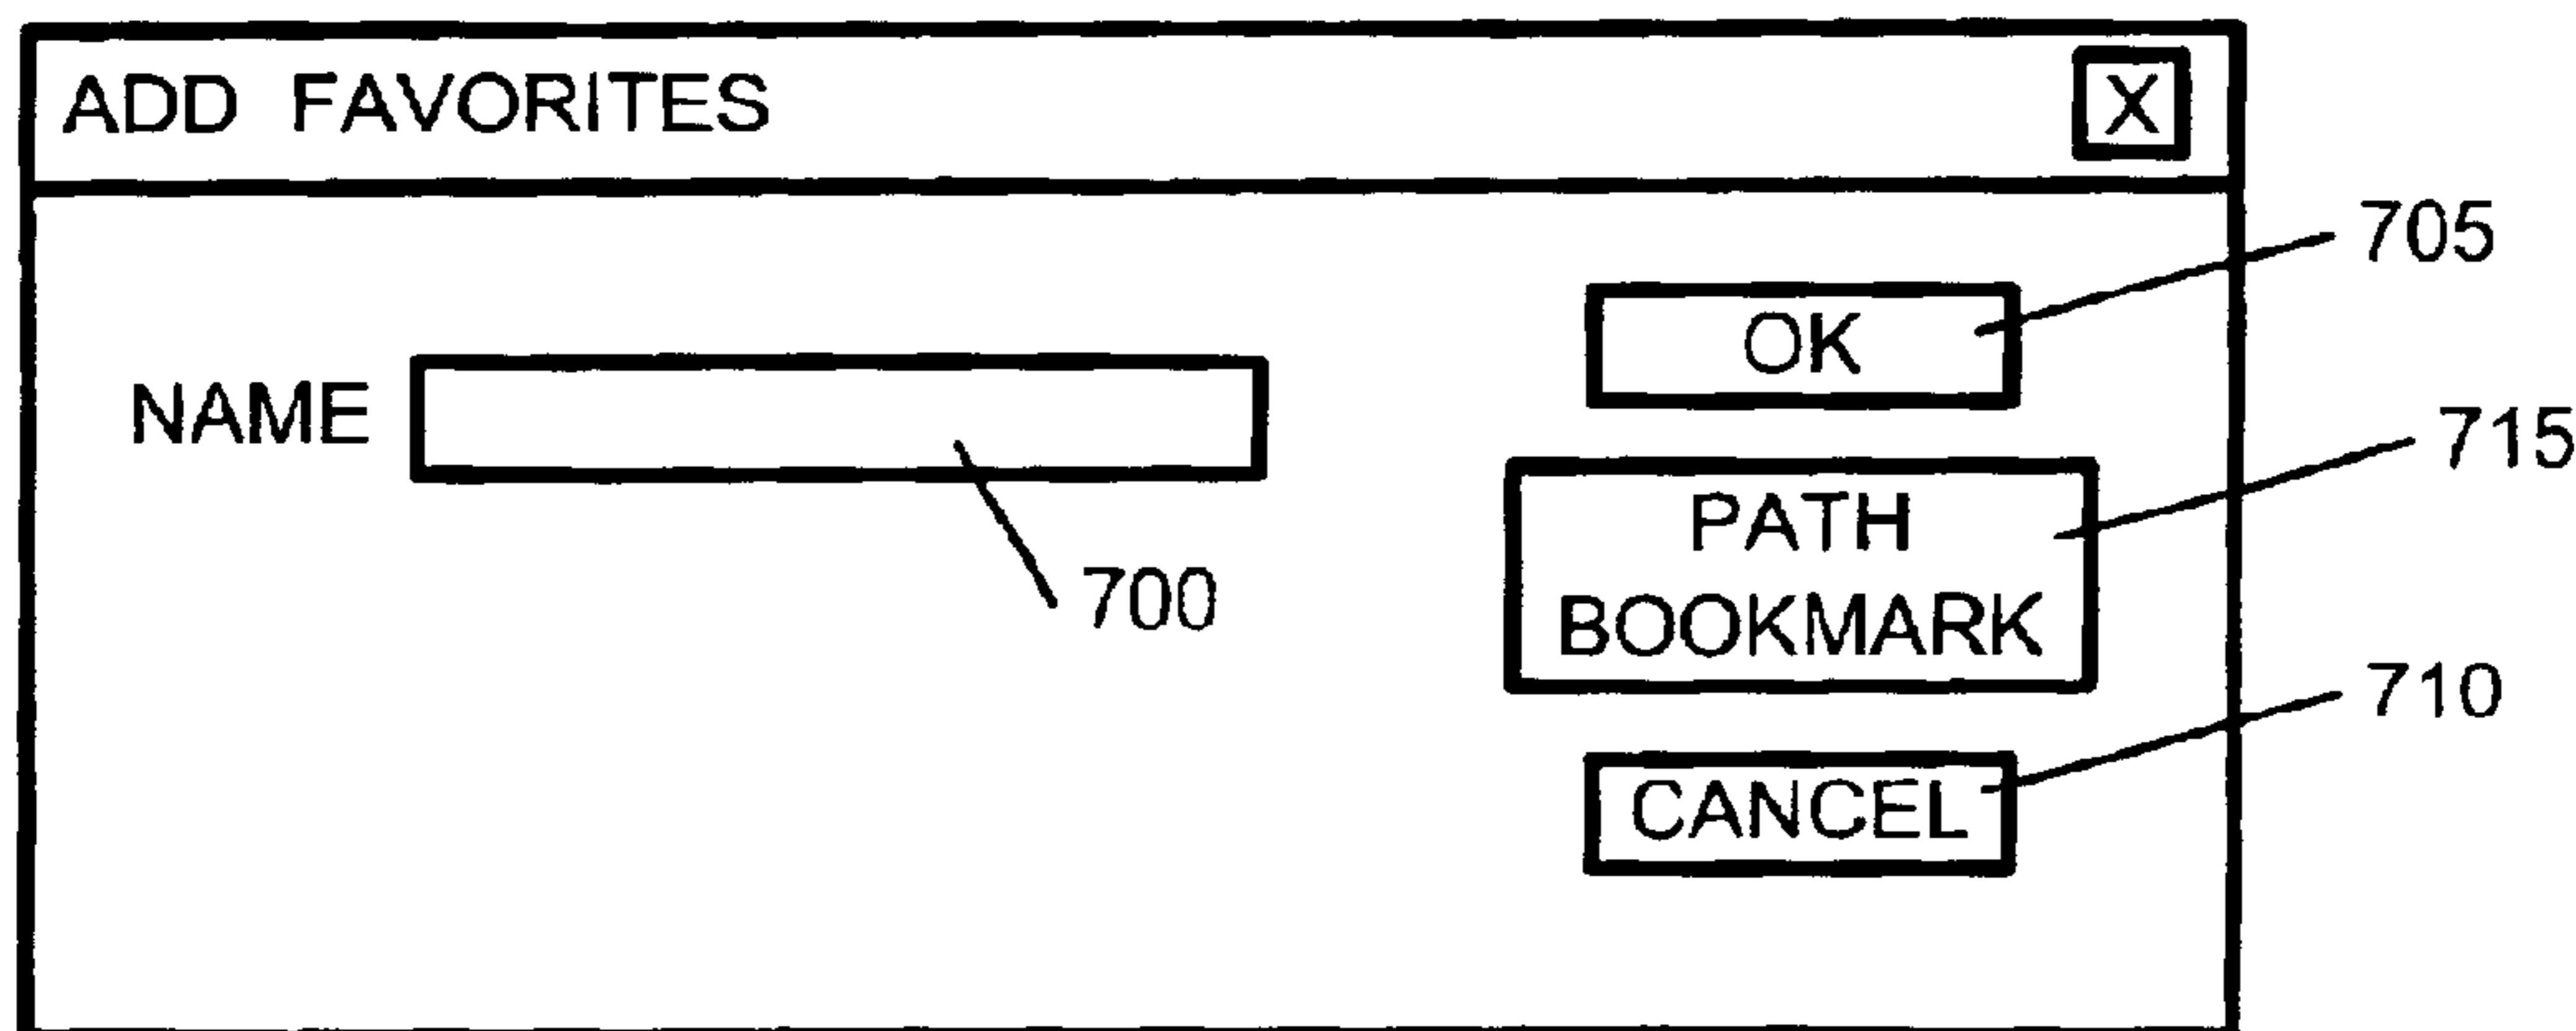 ADD FAVORITES X
705
OK
NAME
715
PATH
700
BOOKMARK
710
CANCEL